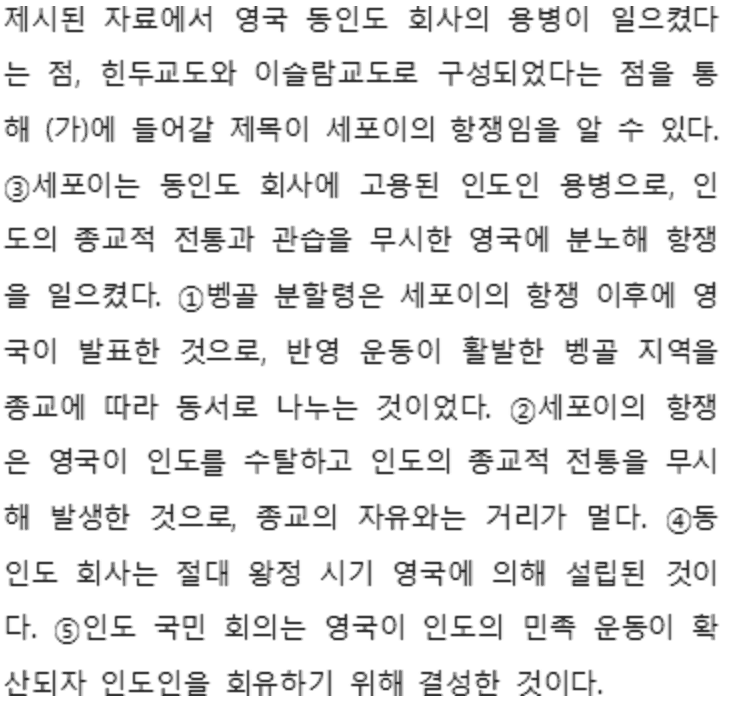 제시된 자료에서 영국 동인도 회사의 용병이 일으켰다
는 점, 힌두교도와 이슬람교도로 구성되었다는 점을 통
해 (가)에 들어갈 제목이 세포이의 항쟁임을 알 수 있다.
③세포이는 동인도 회사에 고용된 인도인 용병으로, 인
도의 종교적 전통과 관습을 무시한 영국에 분노해 항쟁
을 일으켰다. ①벵골 분할령은 세포이의 항쟁 이후에 영
국이 발표한 것으로, 반영 운동이 활발한 벵골 지역을
종교에 따라 동서로 나누는 것이었다. ②세포이의 항쟁
은 영국이 인도를 수탈하고 인도의 종교적 전통을 무시
해 발생한 것으로, 종교의 자유와는 거리가 멀다. ④동
인도 회사는 절대 왕정 시기 영국에 의해 설립된 것이
다. ⑤인도 국민 회의는 영국이 인도의 민족 운동이 확
산되자 인도인을 회유하기 위해 결성한 것이다.